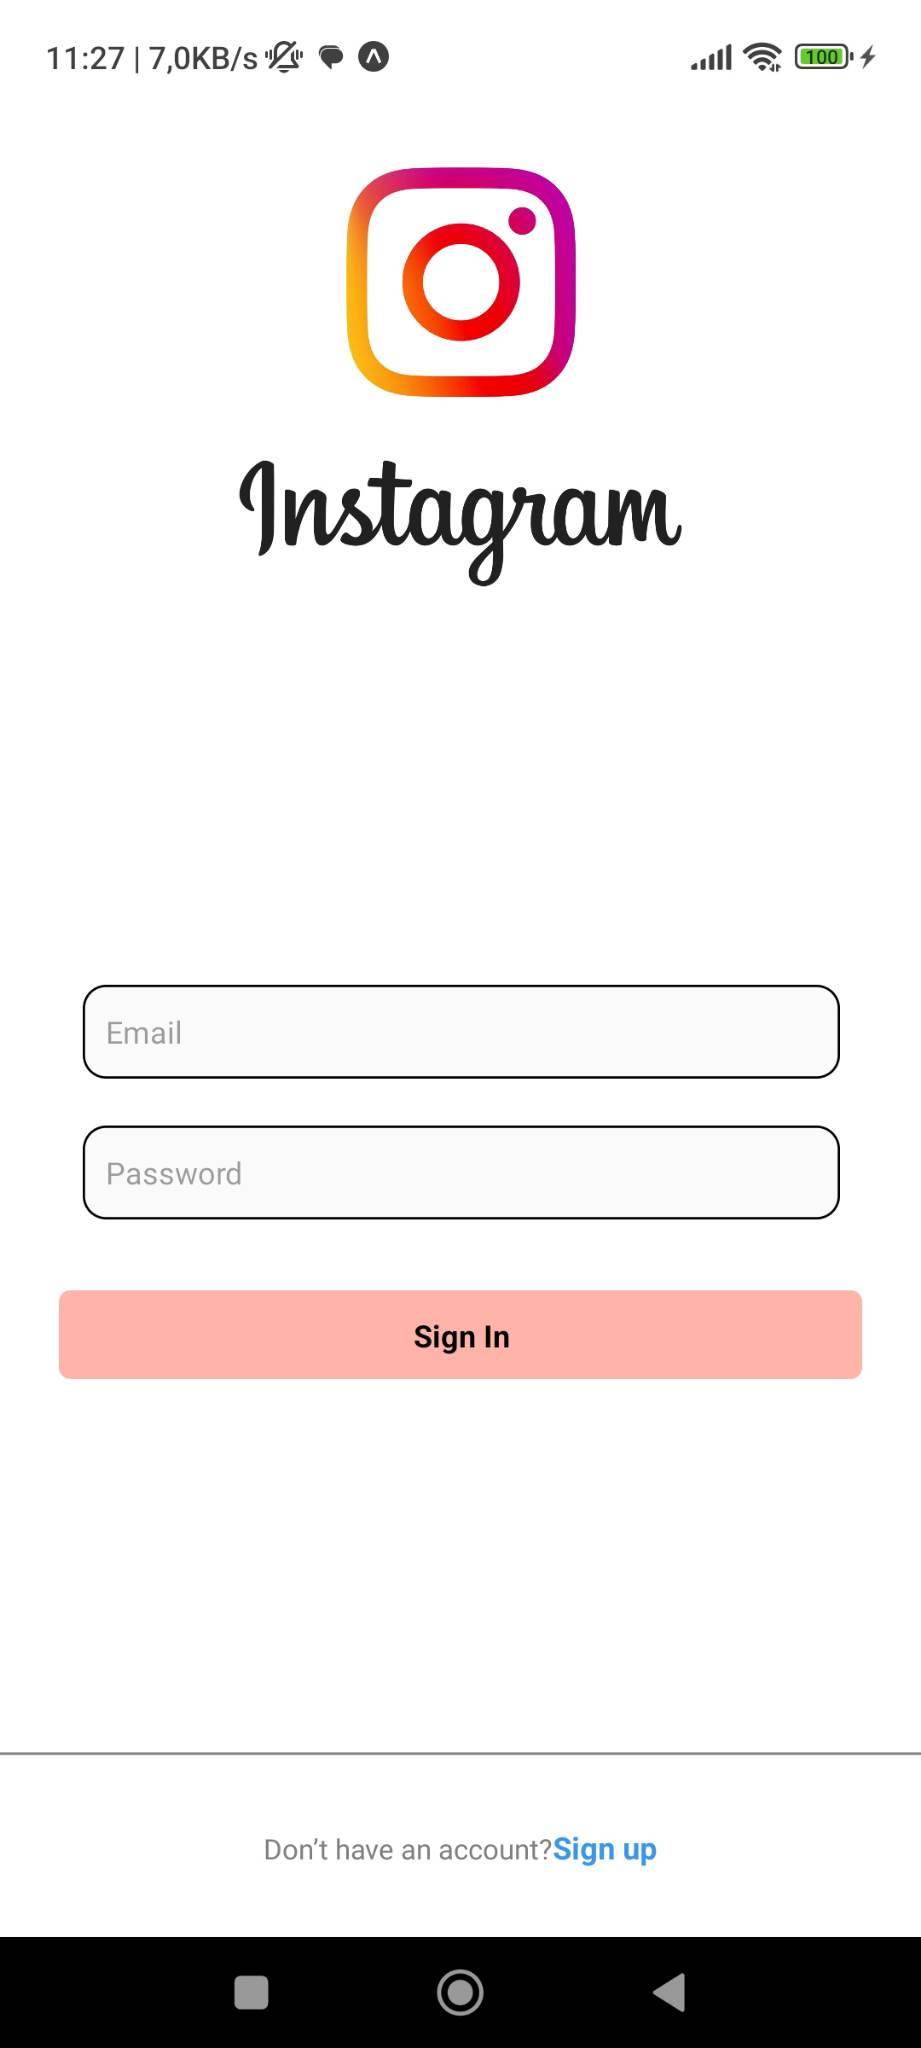 11:27 | 7,0KB/s 100
Instagram
Email
Password
Sign In
Don’t have an account?Sign up